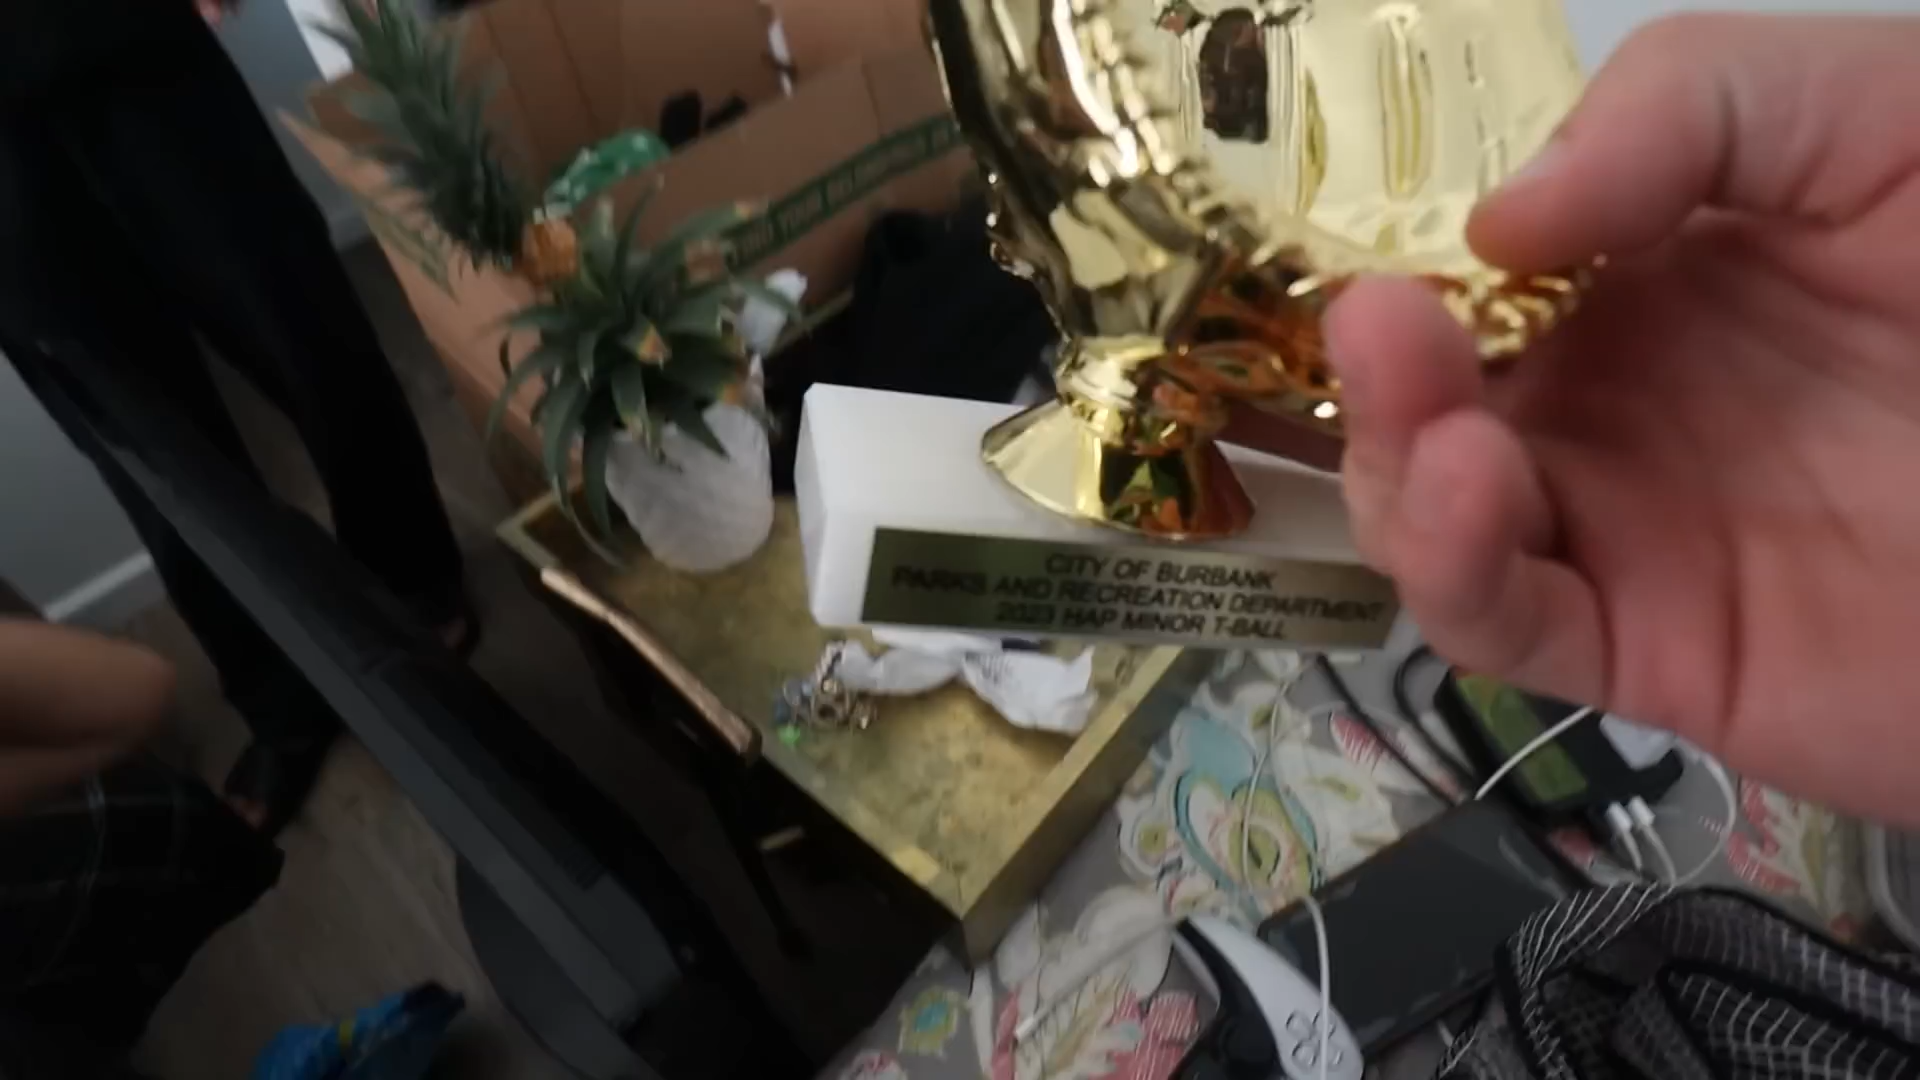 CITY OF BURBANK
PARKS AND RECREATION DEPARTMENT
2023 HAP MINOR T-BALL